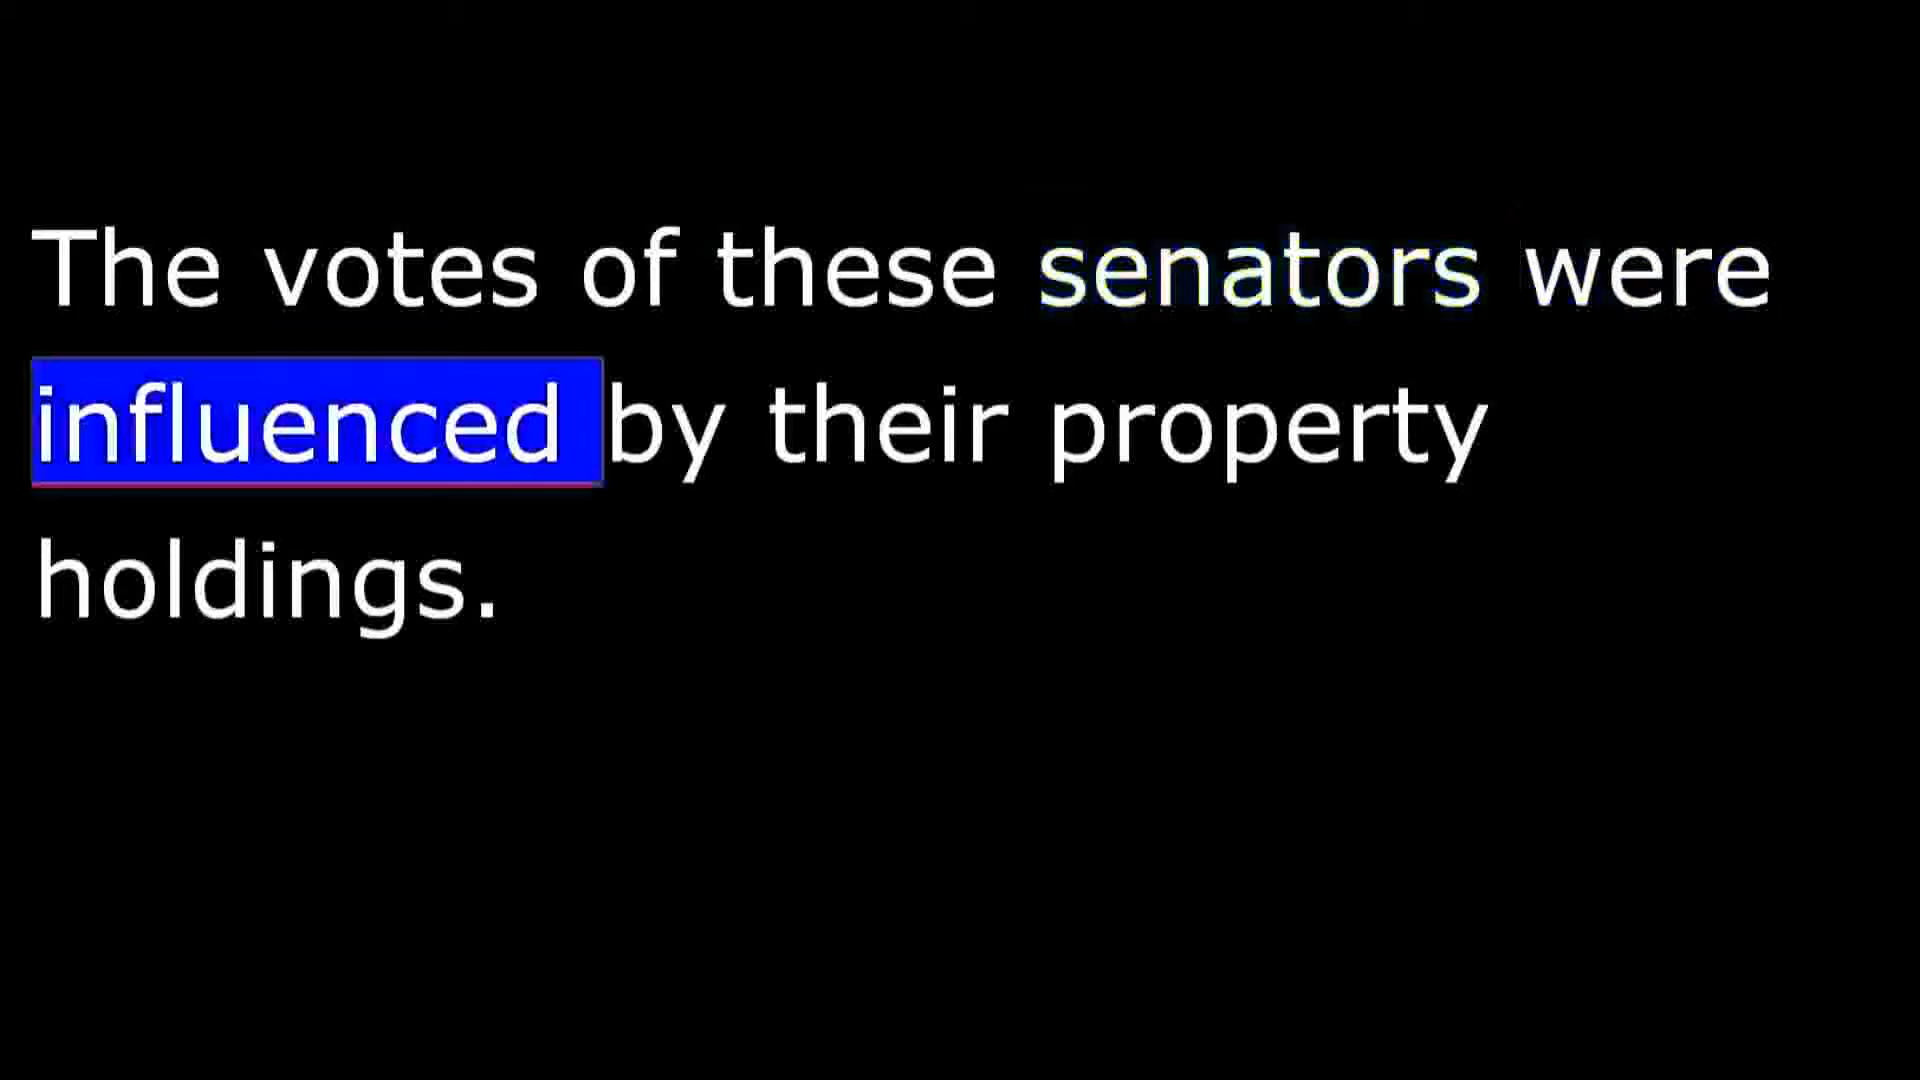 The votes of these senators were
influenced by their property
holdings.